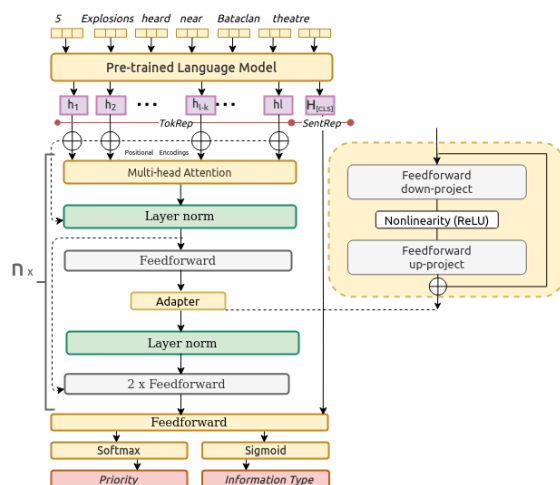 5 Explosions heard near Bataclan theatre
Pre-trained Language Model
h1 h2 ••• hl-k ••• hl H[CLS]
TokRep SentRep
Positional Encodings
Multi-head Attention
Layer norm
Feedforward
Adapter
Layer norm
2 x Feedforward
n x
Feedforward
Softmax Sigmoid
Priority Information Type
Feedforward
down-project
Nonlinearity (ReLU)
Feedforward
up-project